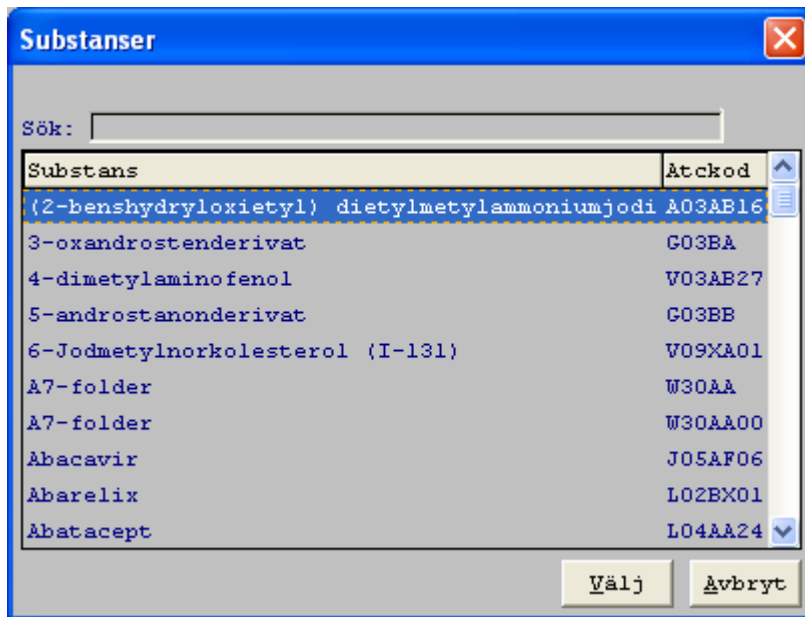 Substanser
Sök:
Substans Atckod
(2-benshydryloxietyl) dietylmetylammoniumjodi A03AB16
3-oxandrostenderivat G03BA
4-dimetylaminofenol V03AB27
5-androstanonderivat G03BB
6-Jodmetylnorkolesterol (I-131) V09XA01
A7-folder W30AA
A7-folder W30AA00
Abacavir J05AF06
Abarelix L02BX01
Abatacept L04AA24
Välj Avbryt